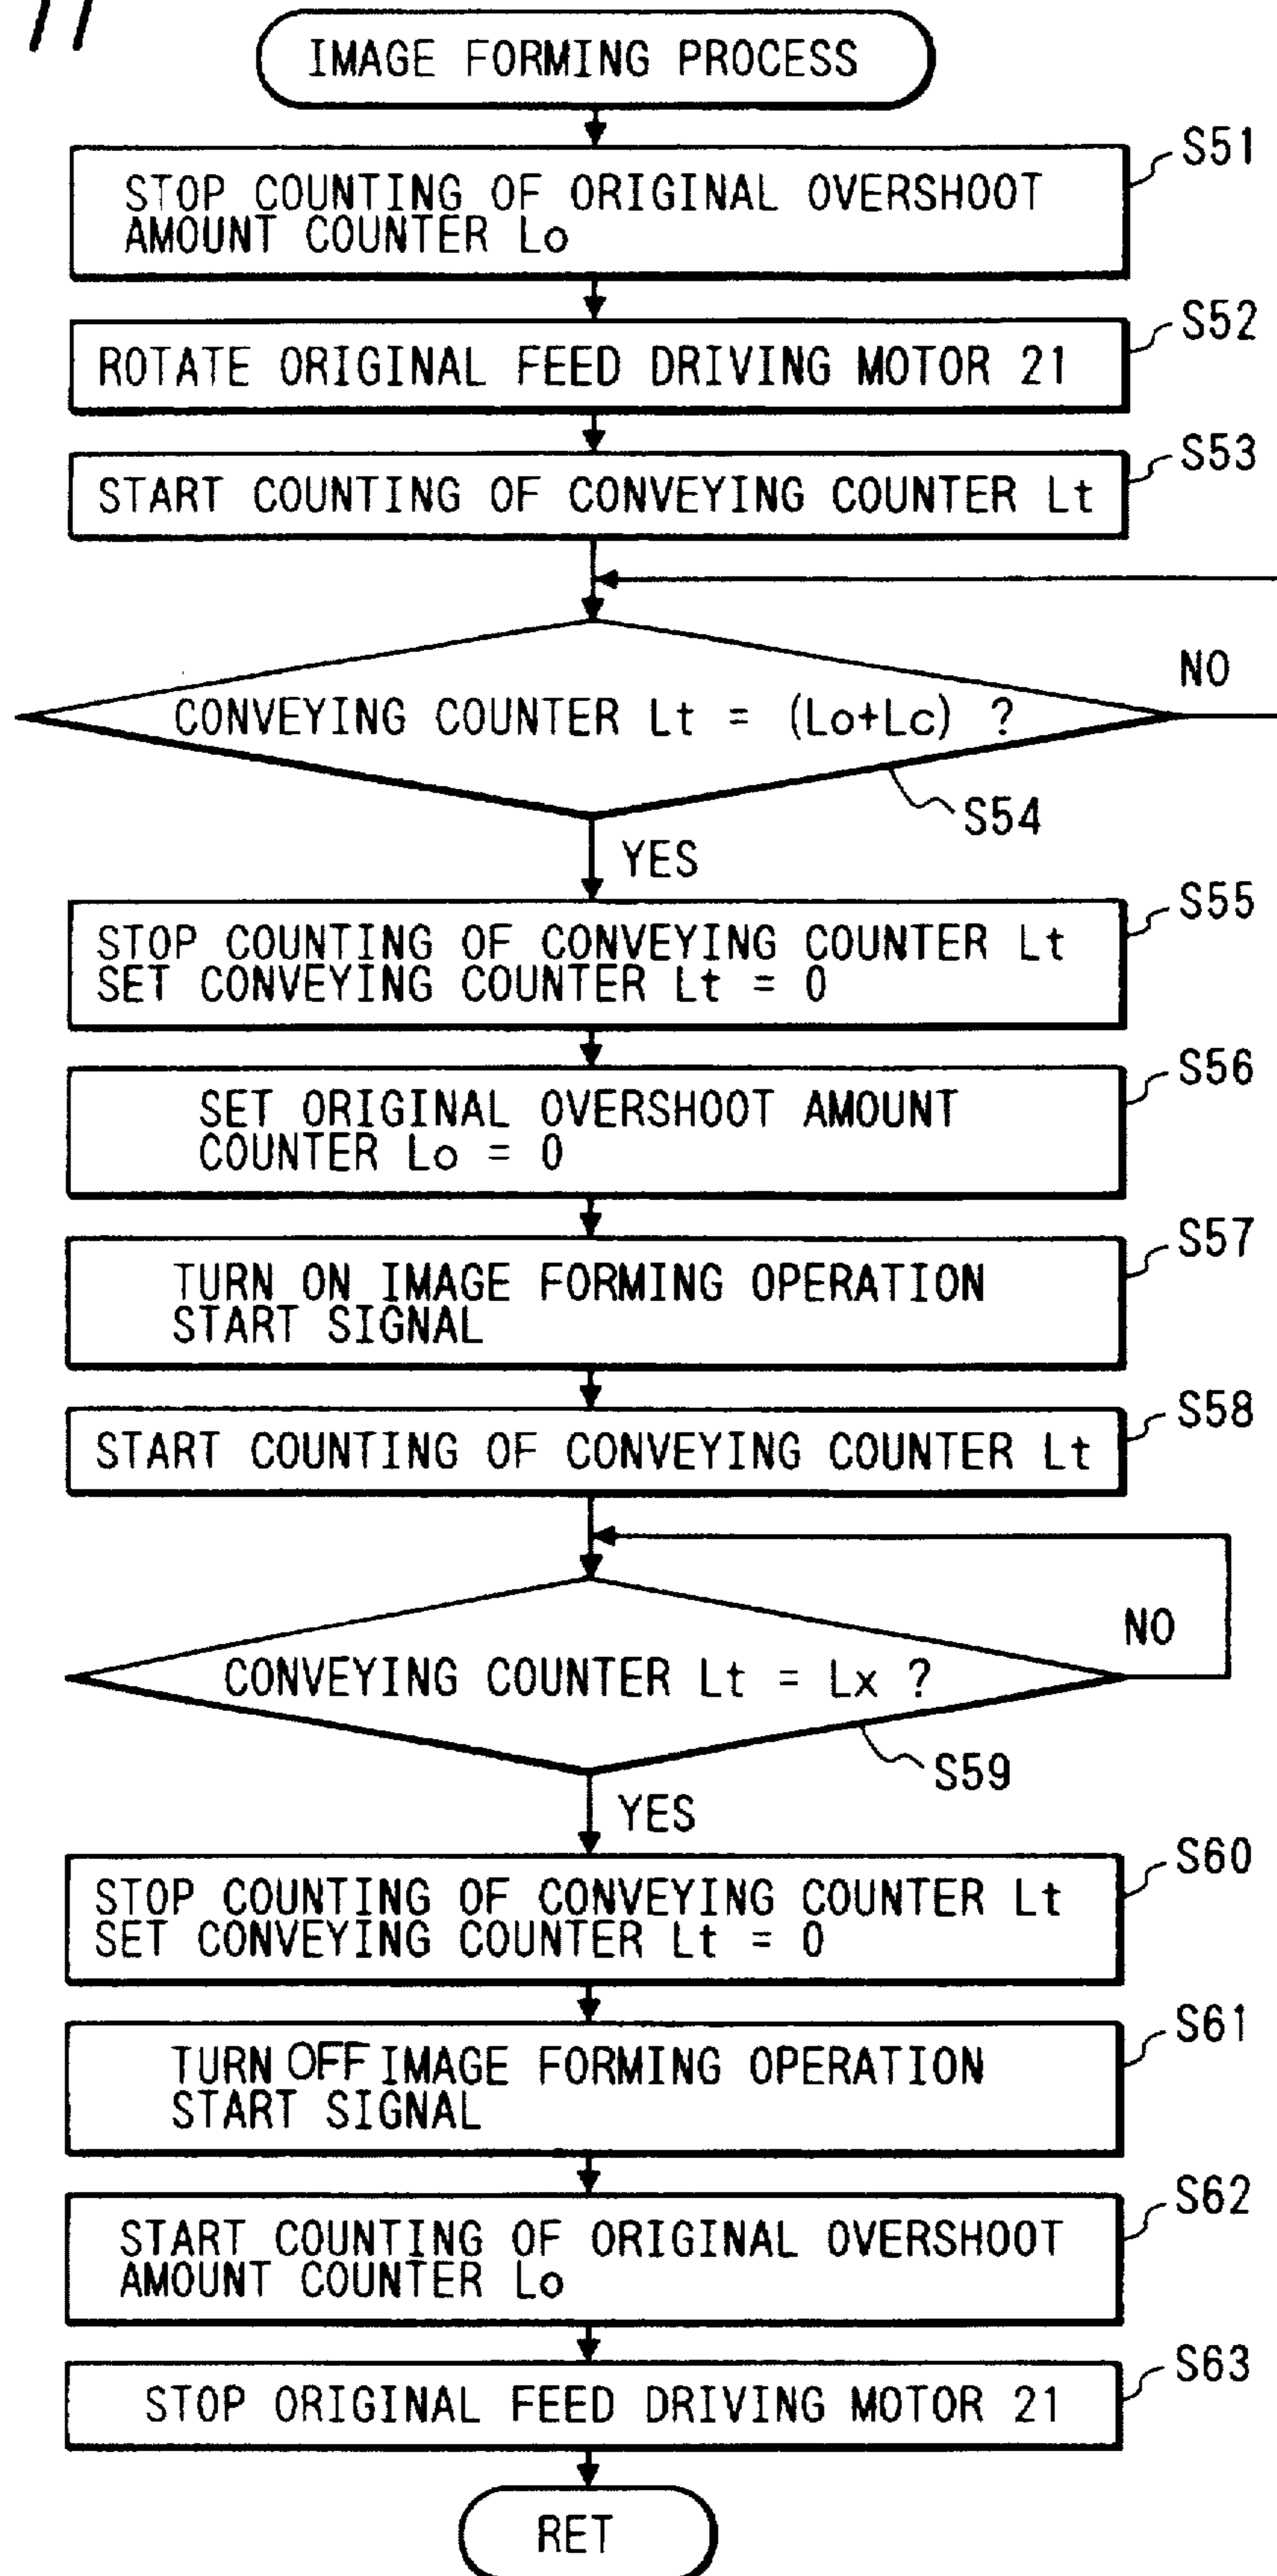 IMAGE FORMING PROCESS
S51
STOP COUNTING OF ORIGINAL OVERSHOOT
AMOUNT COUNTER Lo
S52
ROTATE ORIGINAL FEED DRIVING MOTOR 21
S53
START COUNTING OF CONVEYING COUNTER Lt
NO
CONVEYING COUNTER Lt = (Lo+Lc) ?
S54
YES
S55
STOP COUNTING OF CONVEYING COUNTER Lt
SET CONVEYING COUNTER Lt = 0
S56
SET ORIGINAL OVERSHOOT AMOUNT
COUNTER Lo = 0
S57
TURN ON IMAGE FORMING OPERATION
START SIGNAL
S58
START COUNTING OF CONVEYING COUNTER Lt
NO
CONVEYING COUNTER Lt = Lx ?
S59
YES
S60
STOP COUNTING OF CONVEYING COUNTER Lt
SET CONVEYING COUNTER Lt = 0
S61
TURN OFF IMAGE FORMING OPERATION
START SIGNAL
S62
START COUNTING OF ORIGINAL OVERSHOOT
AMOUNT COUNTER Lo
S63
STOP ORIGINAL FEED DRIVING MOTOR 21
RET